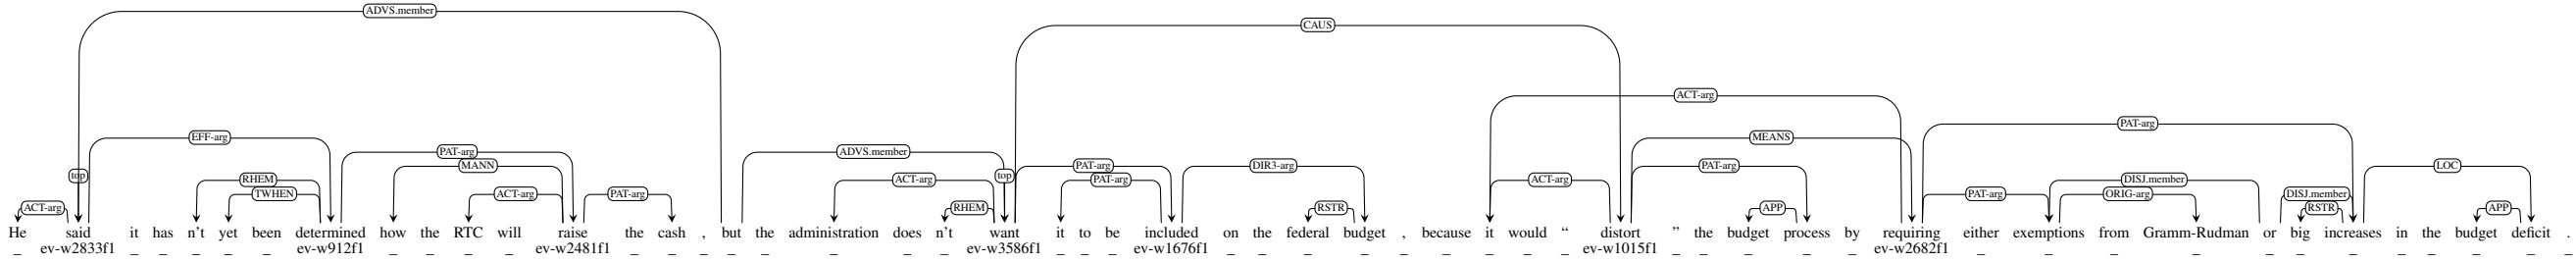 ADVS.member
CAUS
ACT-arg
EFF-arg MEANS PAT-arg
PAT-arg ADVS.member
top MANN top PAT-arg DIR3-arg PAT-arg LOC
RHEM ACT-arg PAT-arg ACT-arg DISJ.member
TWHEN ACT-arg PAT-arg PAT-arg ORIG-arg DISJ.member
ACT-arg RHEM RSTR APP RSTR APP
He said it has n't yet been determined how the RTC will raise the cash , but the administration does n't want it to be included on the federal budget , because it would “ distort ” the budget process by requiring either exemptions from Gramm-Rudman or big increases in the budget deficit .
_ ev-w2833f1 _ _ _ _ _ ev-w912f1 _ _ _ _ ev-w2481f1 _ _ _ _ _ _ _ _ ev-w3586f1 _ _ _ ev-w1676f1 _ _ _ _ _ _ _ _ _ ev-w1015f1 _ _ _ _ _ ev-w2682f1 _ _ _ _ _ _ _ _ _ _ _ _